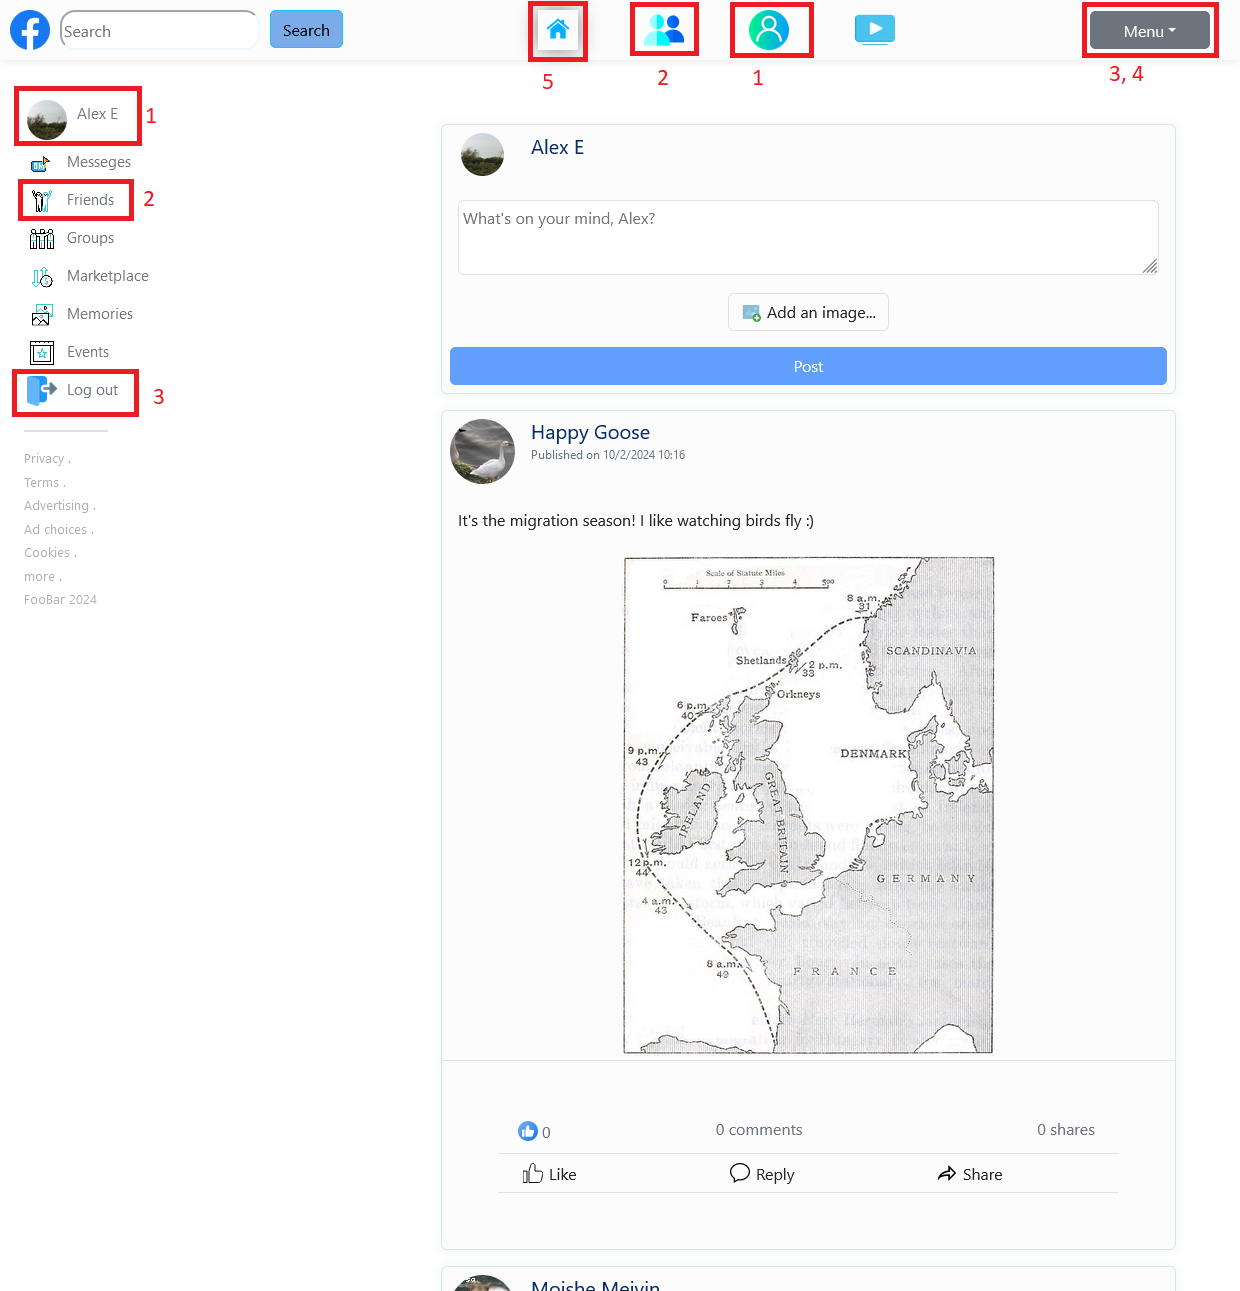 Search
Search
Menu
5
2
1
3, 4
Alex E
1
Messeges
Friends
2
Groups
Marketplace
Memories
Events
Log out
3
Privacy .
Terms .
Advertising .
Ad choices .
Cookies .
more .
FooBar 2024
Alex E
What's on your mind, Alex?
Add an image...
Post
Happy Goose
Published on 10/2/2024 10:16
It's the migration season! I like watching birds fly :)
Scale of Statute Miles
0 1 2 3 4 500
8 a.m.
31
Faroes
SCANDINAVIA
Shetlands
2 p.m.
33
Orkneys
6 p.m.
40
9 p.m.
43
DENMARK
IRELAND
GREAT BRITAIN
12 p.m.
44
GERMANY
4 a.m.
43
8 a.m.
49
FRANCE
0
0 comments
0 shares
Like
Reply
Share
Moishe Meivin